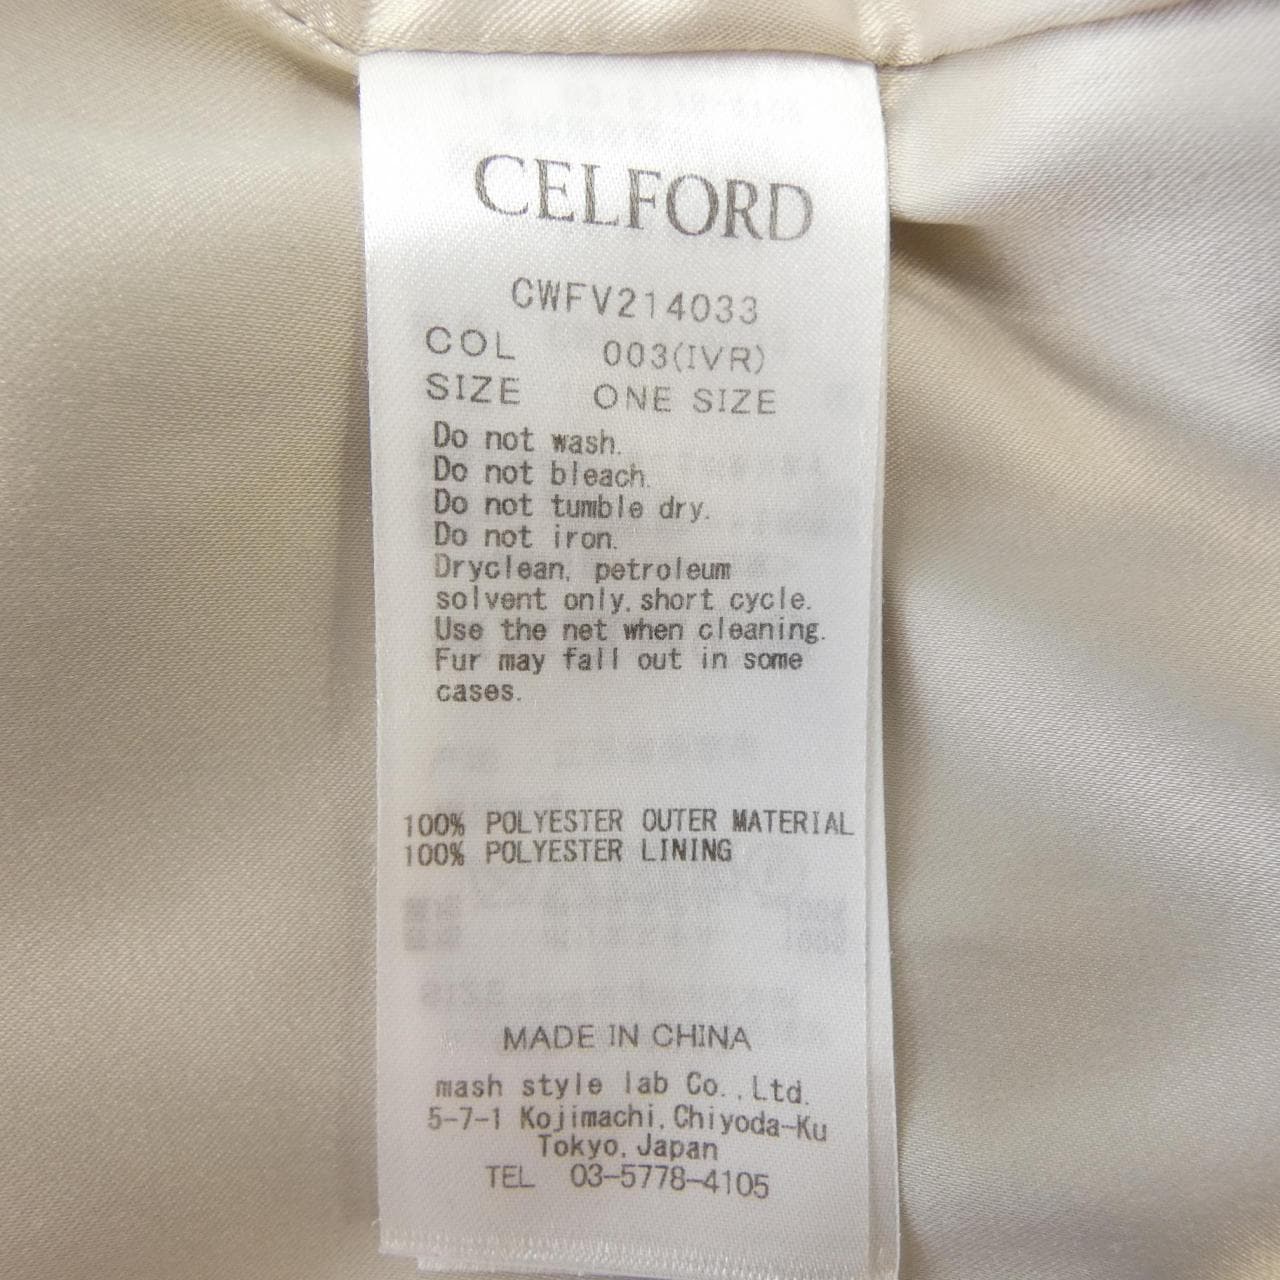 CELFORD
CWFV214033
COL 003(IVR)
SIZE ONE SIZE
Do not wash.
Do not bleach.
Do not tumble dry.
Do not iron.
Dryclean, petroleum
solvent only,short cycle.
Use the net when cleaning.
Fur may fall out in some
cases.
100% POLYESTER OUTER MATERIAL
100% POLYESTER LINING
MADE IN CHINA
mash style lab Co.,Ltd.
5-7-1 Kojimachi,Chiyoda-Ku
Tokyo,Japan
TEL 03-5778-4105